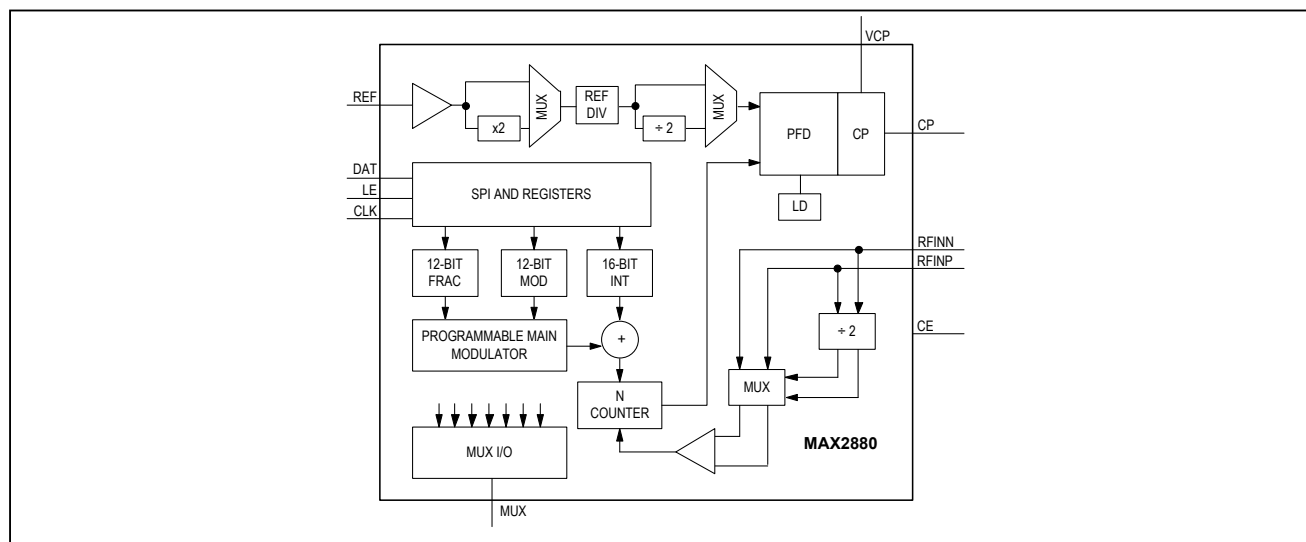 VCP
REF
x2
MUX
REF
DIV
÷ 2
MUX
PFD
CP
CP
LD
DAT
LE
CLK
SPI AND REGISTERS
12-BIT
FRAC
12-BIT
MOD
16-BIT
INT
RFINN
RFINP
÷ 2
CE
PROGRAMMABLE MAIN
MODULATOR
+
N
COUNTER
MUX
MUX I/O
MAX2880
MUX